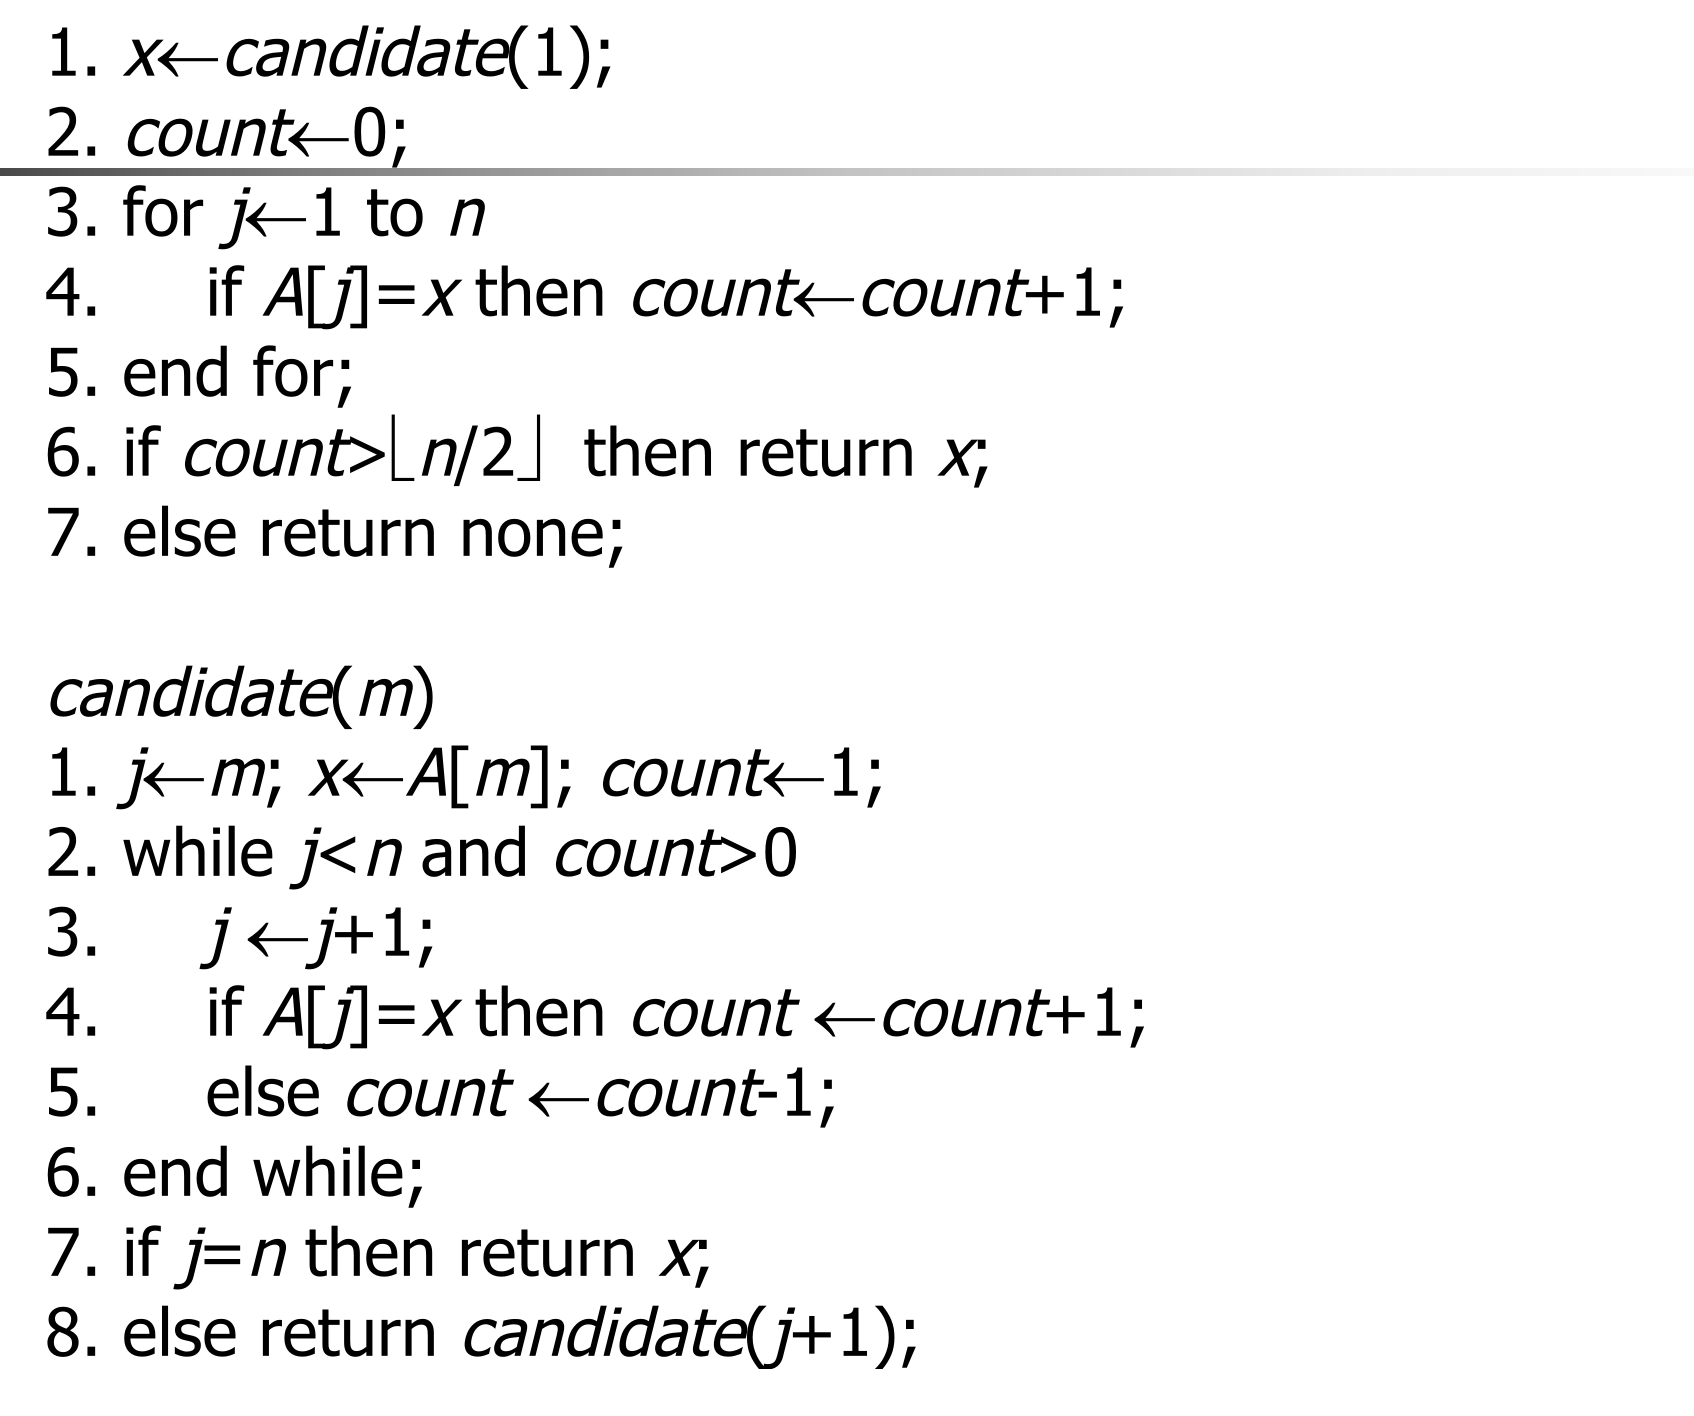 1. x←candidate(1);
2. count←0;
3. for j←1 to n
4. if A[j]=x then count←count+1;
5. end for;
6. if count>⌊n/2⌋ then return x;
7. else return none;
candidate(m)
1. j←m; x←A[m]; count←1;
2. while j<n and count>0
3. j ←j+1;
4. if A[j]=x then count ←count+1;
5. else count ←count-1;
6. end while;
7. if j=n then return x;
8. else return candidate(j+1);